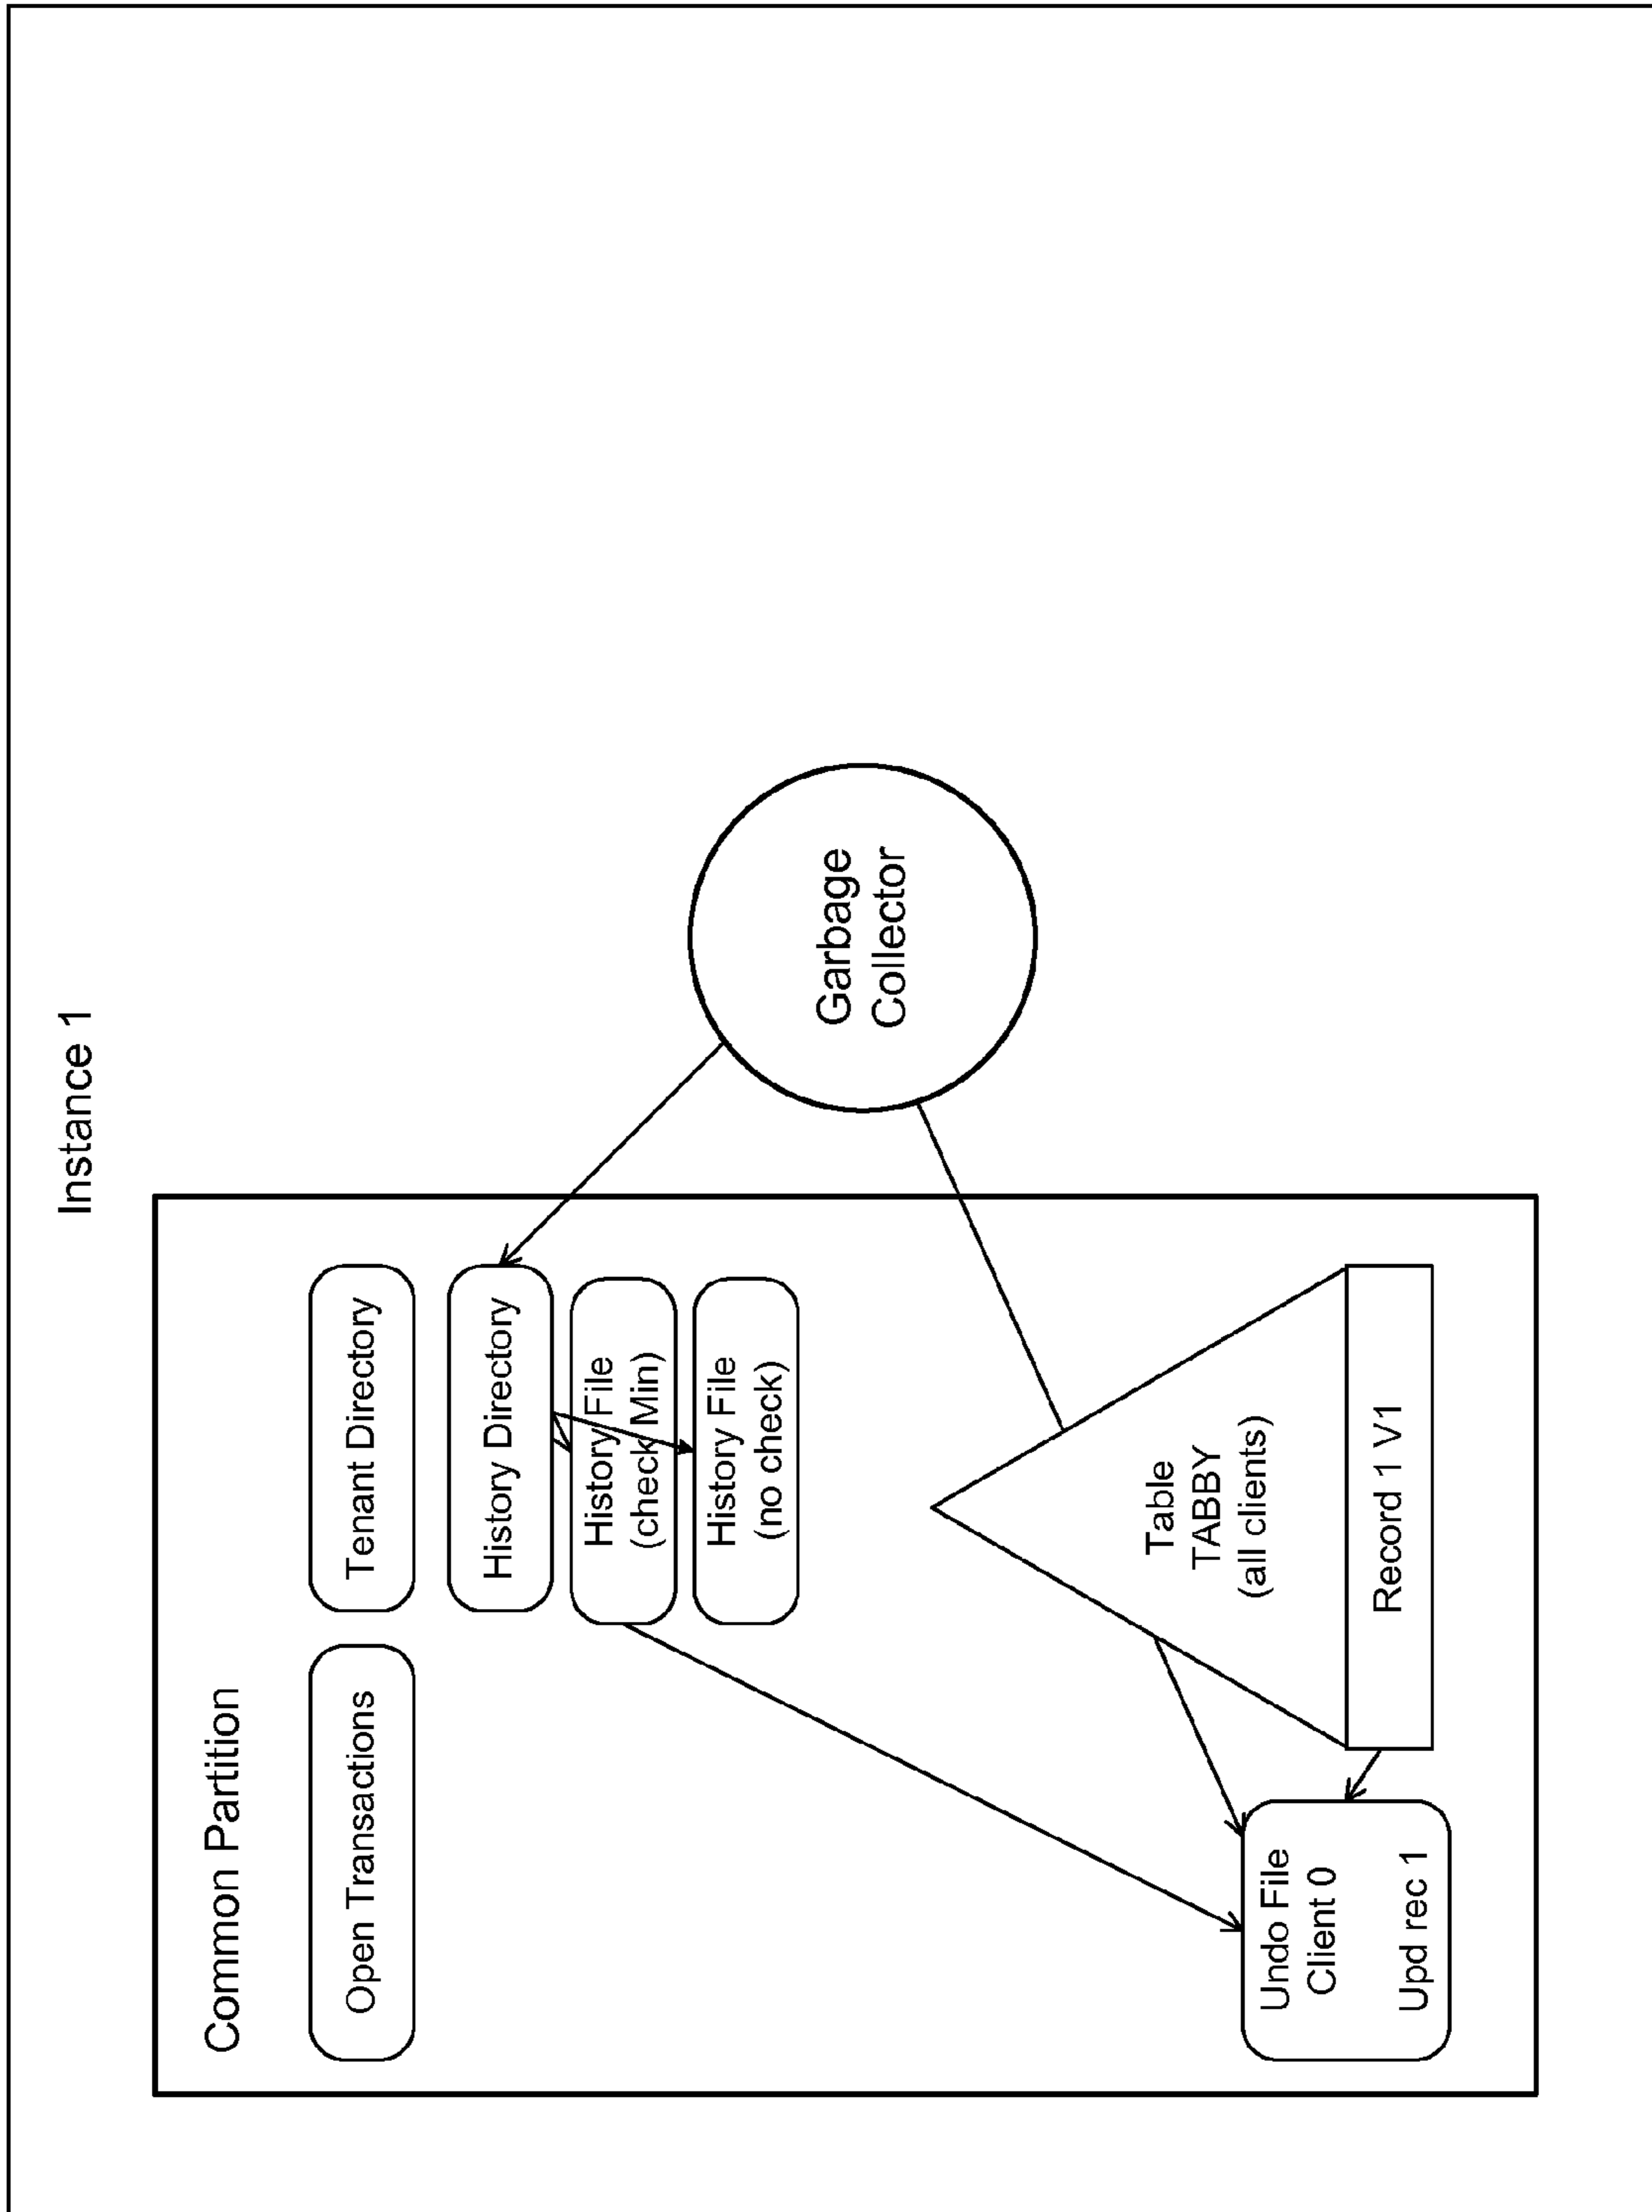 Instance 1
Common Partition
Open Transactions
Tenant Directory
History Directory
History File
(check Min)
History File
(no check)
Garbage
Collector
Table
TABBY
(all clients)
Record 1 V1
Undo File
Client 0
Upd rec 1